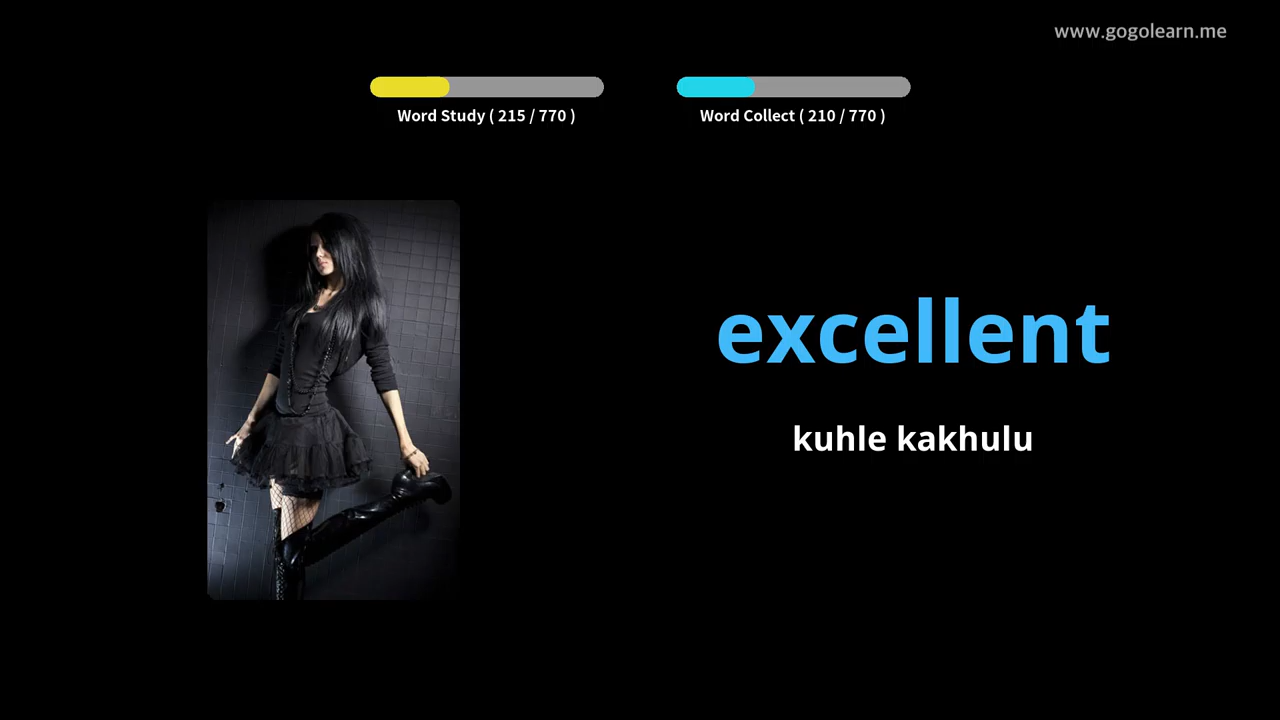 www.gogolearn.me
Word Study ( 215 / 770 )
Word Collect ( 210 / 770 )
excellent
kuhle kakhulu